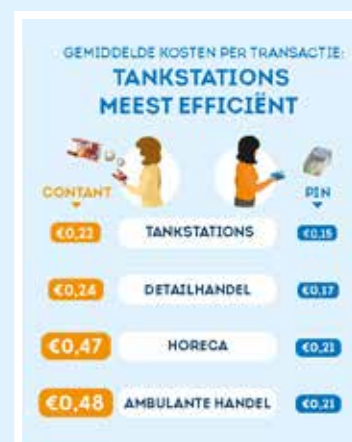 GEMIDDELDE KOSTEN PER TRANSACTIE:
TANKSTATIONS
MEEST EFFICIËNT
CONTANT
PIN
€0,22 TANKSTATIONS €0,15
€0,24 DETAILHANDEL €0,17
€0,47 HORECA €0,21
€0,48 AMBULANTE HANDEL €0,21